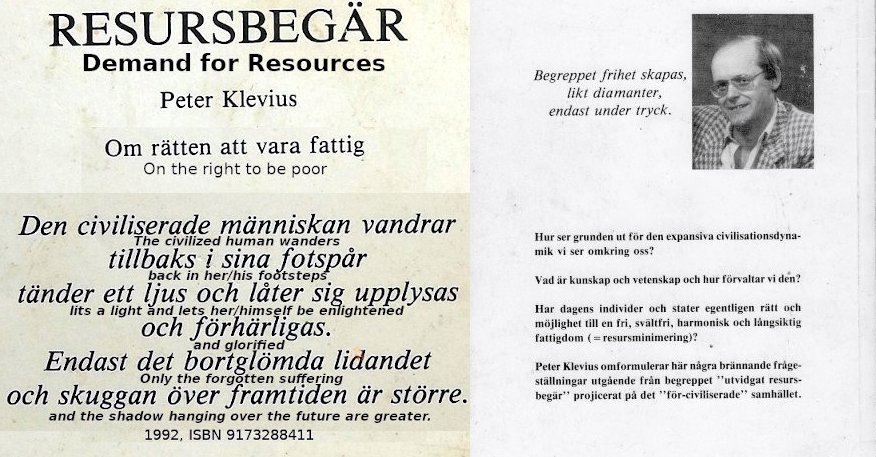 RESURSBEGÄR
Demand for Resources
Peter Klevius
Om rätten att vara fattig
On the right to be poor
Den civiliserade människan vandrar
The civilized human wanders
tillbaks i sina fotspår
back in her/his footsteps
tänder ett ljus och låter sig upplysas
lits a light and lets her/himself be enlightened
och förhärligas.
and glorified
Endast det bortglömda lidandet
Only the forgotten suffering
och skuggan över framtiden är större.
and the shadow hanging over the future are greater.
1992, ISBN 9173288411
Begreppet frihet skapas,
likt diamanter,
endast under tryck.
Hur ser grunden ut för den expansiva civilisationsdyna-
mik vi ser omkring oss?
Vad är kunskap och vetenskap och hur förvaltar vi den?
Har dagens individer och stater egentligen rätt och
möjlighet till en fri, svältfri, harmonisk och långsiktig
fattigdom (=resursminimering)?
Peter Klevius omformulerar här några brännande fråge-
ställningar utgående från begreppet ''utvidgat resurs-
begär'' projicerat på det ''för-civiliserade'' samhället.